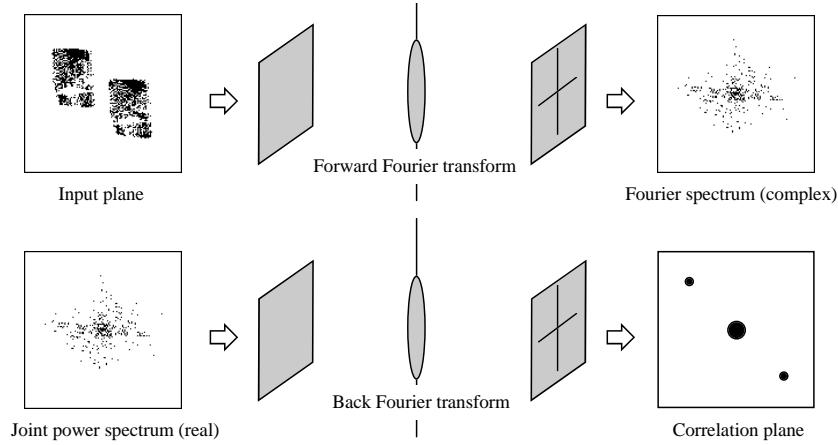 Forward Fourier transform
Input plane
Fourier spectrum (complex)
Back Fourier transform
Joint power spectrum (real)
Correlation plane